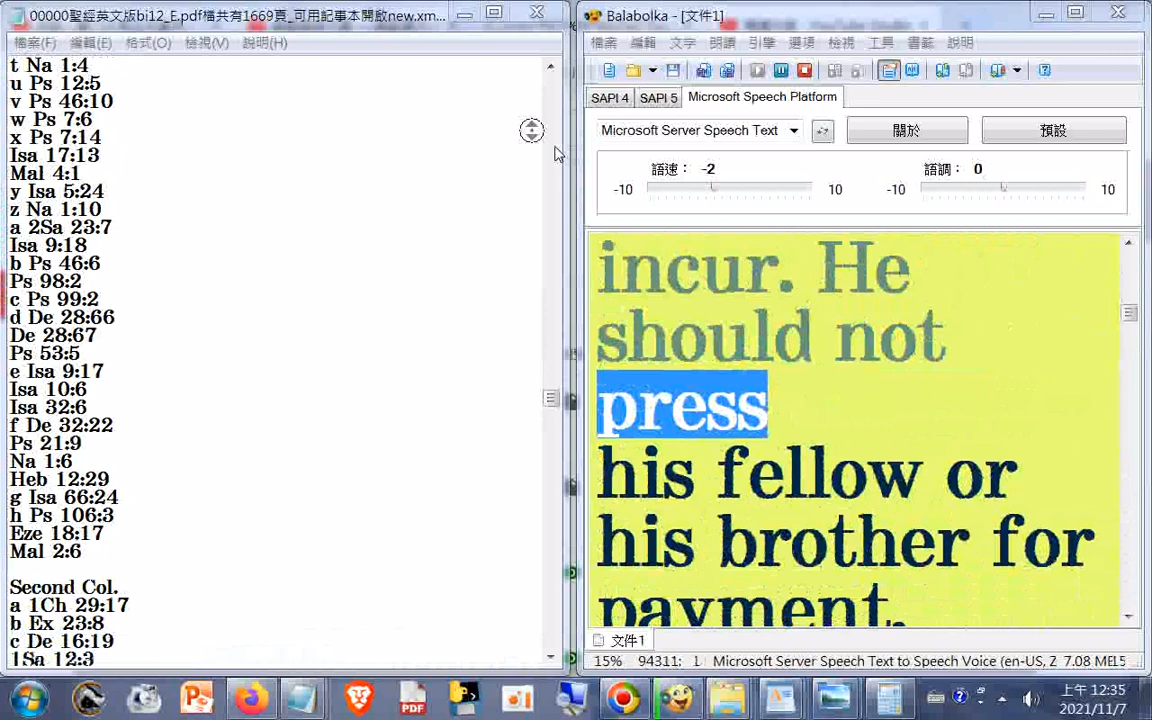 00000聖經英文版bi12_E.pdf檔共有1669頁_可用記事本開啟new.xm...
檔案(F) 編輯(E) 格式(O) 檢視(V) 說明(H)
t Na 1:4
u Ps 12:5
v Ps 46:10
w Ps 7:6
x Ps 7:14
Isa 17:13
Mal 4:1
y Isa 5:24
z Na 1:10
a 2Sa 23:7
Isa 9:18
b Ps 46:6
Ps 98:2
c Ps 99:2
d De 28:66
De 28:67
Ps 53:5
e Isa 9:17
Isa 10:6
Isa 32:6
f De 32:22
Ps 21:9
Na 1:6
Heb 12:29
g Isa 66:24
h Ps 106:3
Eze 18:17
Mal 2:6
Second Col.
a 1Ch 29:17
b Ex 23:8
c De 16:19
1Sa 12:3
Balabolka - [文件1]
檔案 編輯 文字 朗讀 引擎 選項 檢視 工具 書籤 說明
SAPI 4 SAPI 5 Microsoft Speech Platform
Microsoft Server Speech Text 關於 預設
語速： -2 語調： 0
-10 10 -10 10
incur. He
should not
press
his fellow or
his brother for
payment,
文件1
15% 94311: 1 Microsoft Server Speech Text to Speech Voice (en-US, Z 7.08 МЕ
PDF
上午 12:35
2021/11/7